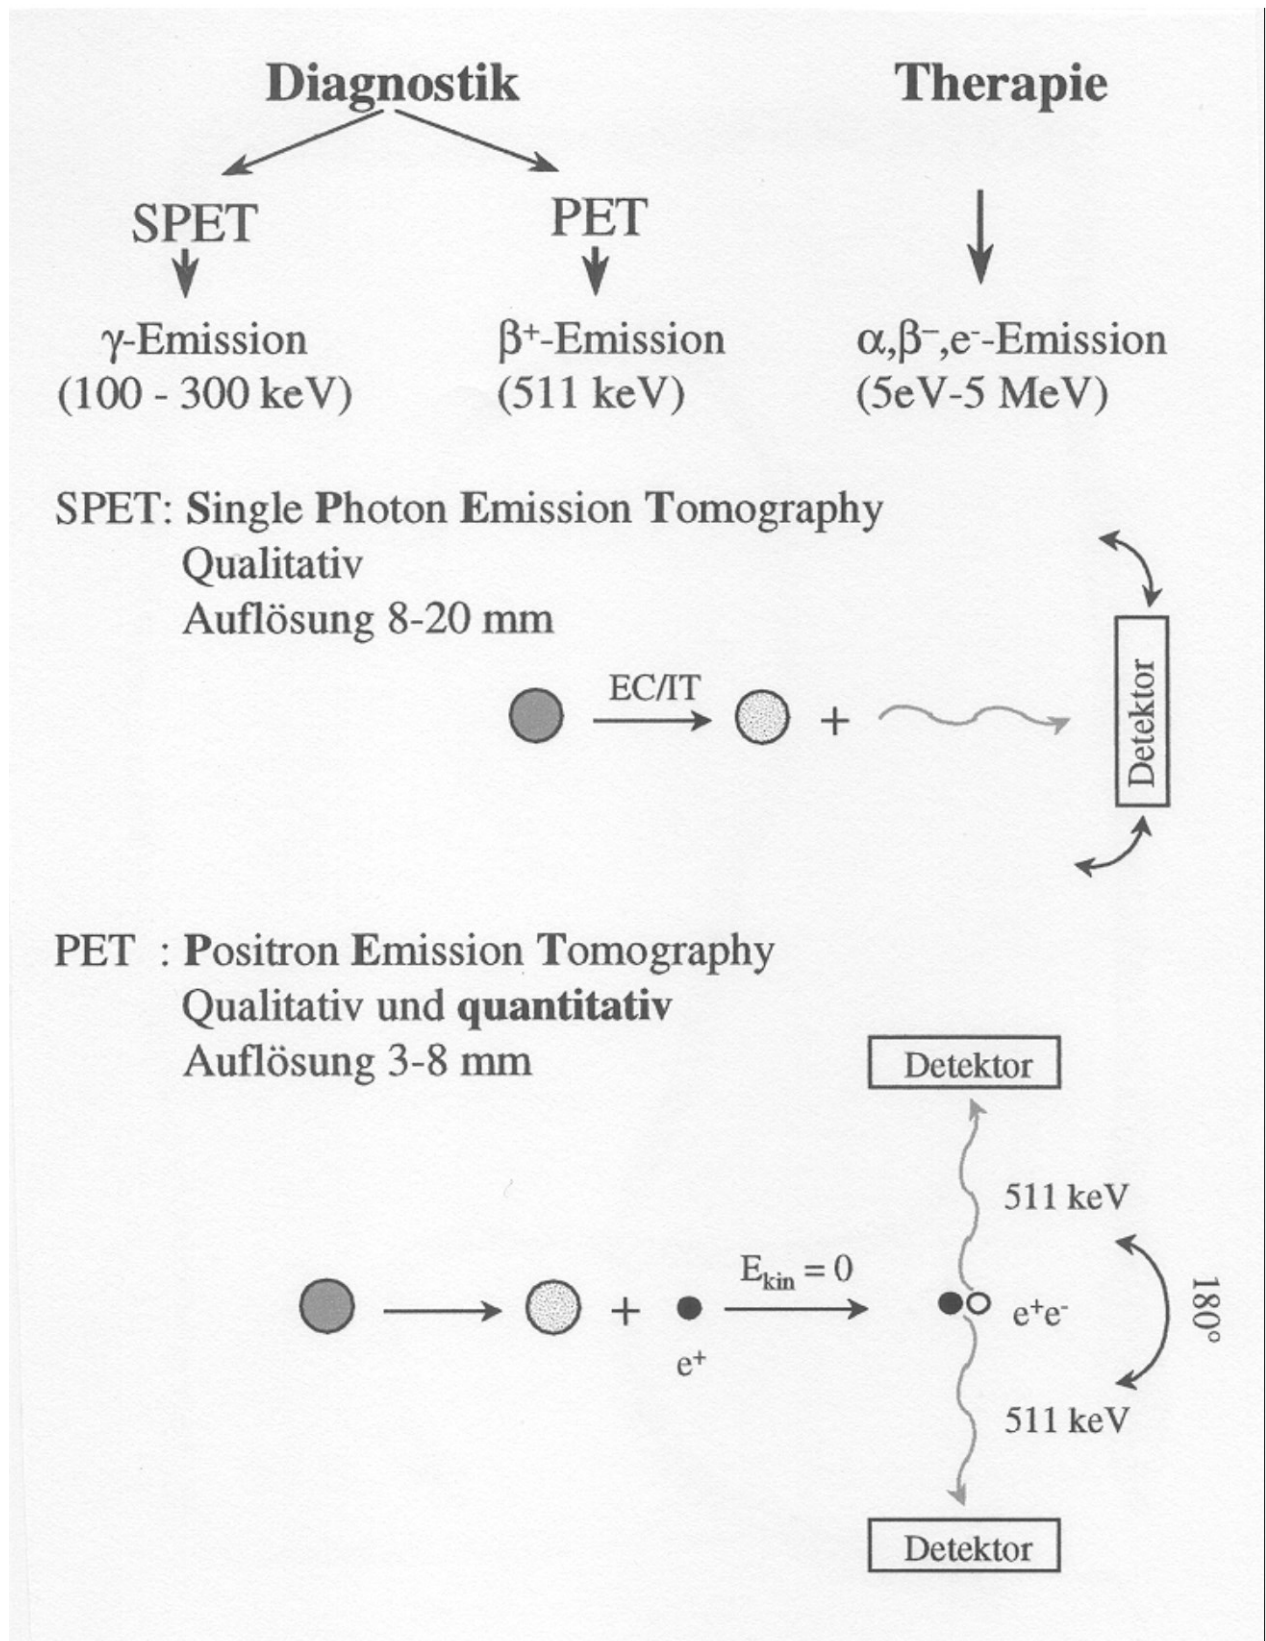 Diagnostik
Therapie
SPET
PET
γ-Emission
(100 - 300 keV)
β⁺-Emission
(511 keV)
α,β⁻,e⁻-Emission
(5eV-5 MeV)
SPET: Single Photon Emission Tomography
Qualitativ
Auflösung 8-20 mm
EC/IT
+
Detektor
PET : Positron Emission Tomography
Qualitativ und quantitativ
Auflösung 3-8 mm
Detektor
511 keV
+
e⁺
E_kin = 0
e⁺e⁻
180°
511 keV
Detektor